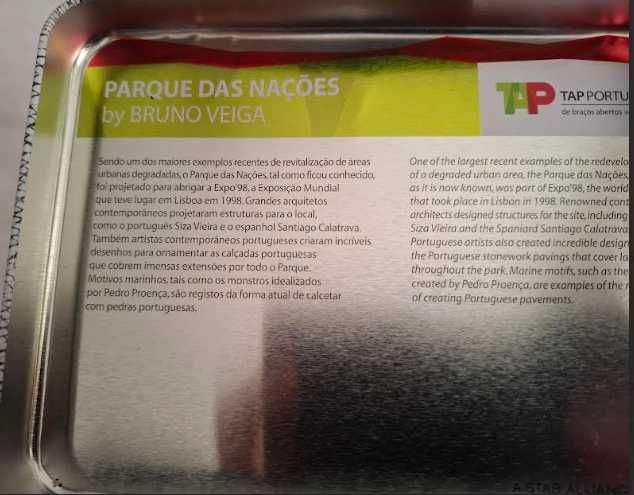 PARQUE DAS NAÇÕES
by BRUNO VEIGA
TAP
TAP PORTU
de braços abertos
Sendo um dos maiores exemplos recentes de revitalização de áreas
urbanas degradadas, o Parque das Nações, tal como ficou conhecido,
foi projetado para abrigar a Expo'98, a Exposição Mundial
que teve lugar em Lisboa em 1998. Grandes arquitetos
contemporâneos projetaram estruturas para o local,
como o português Siza Vieira e o espanhol Santiago Calatrava.
Também artistas contemporâneos portugueses criaram incríveis
desenhos para ornamentar as calçadas portuguesas
que cobrem imensas extensões por todo o Parque.
Motivos marinhos, tais como os monstros idealizados
por Pedro Proença, são registos da forma atual de calcetar
com pedras portuguesas.
One of the largest recent examples of the redevelo
of a degraded urban area, the Parque das Nações,
as it is now known, was part of Expo'98, the world
that took place in Lisbon in 1998. Renowned cont
architects designed structures for the site, including
Siza Vieira and the Spaniard Santiago Calatrava
Portuguese artists also created incredible design
the Portuguese stonework pavings that cover la
throughout the park. Marine motifs, such as the
created by Pedro Proença, are examples of the
of creating Portuguese pavements.
A STAR ALLIANC